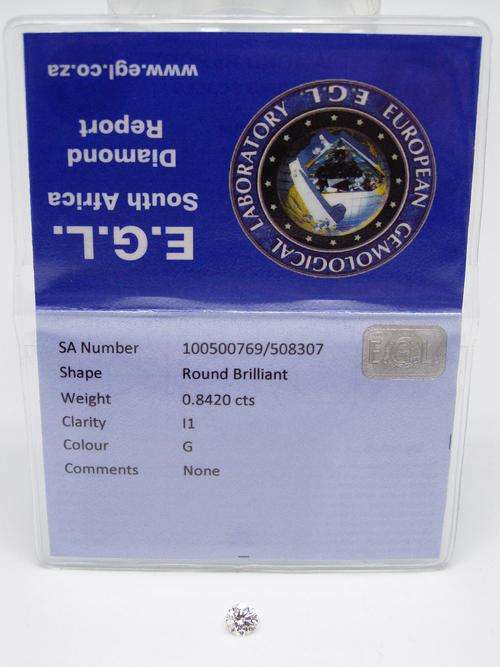 www.egl.co.za
Report
Diamond
South Africa
E.G.L.
EUROPEAN GEMOLOGICAL LABORATORY E.G.L.
SA Number 100500769/508307
E.G.L.
Shape Round Brilliant
Weight 0.8420 cts
Clarity I1
Colour G
Comments None